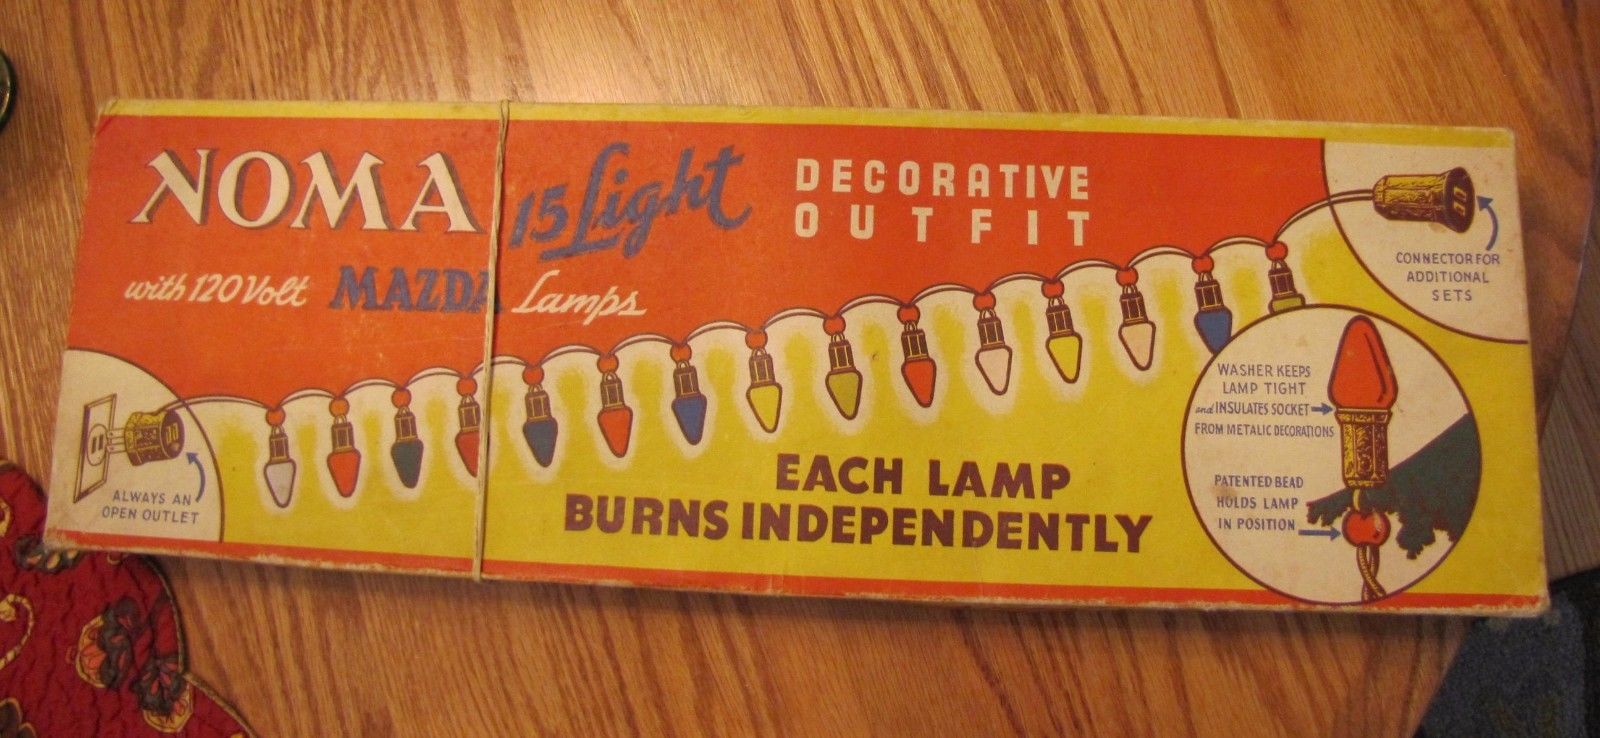 NOMA 15 Light DECORATIVE
OUTFIT
with 120 Volt MAZDA Lamps
CONNECTOR FOR
ADDITIONAL
SETS
WASHER KEEPS
LAMP TIGHT
and INSULATES SOCKET
FROM METALIC DECORATIONS
PATENTED BEAD
HOLDS LAMP
IN POSITION
ALWAYS AN
OPEN OUTLET
EACH LAMP
BURNS INDEPENDENTLY